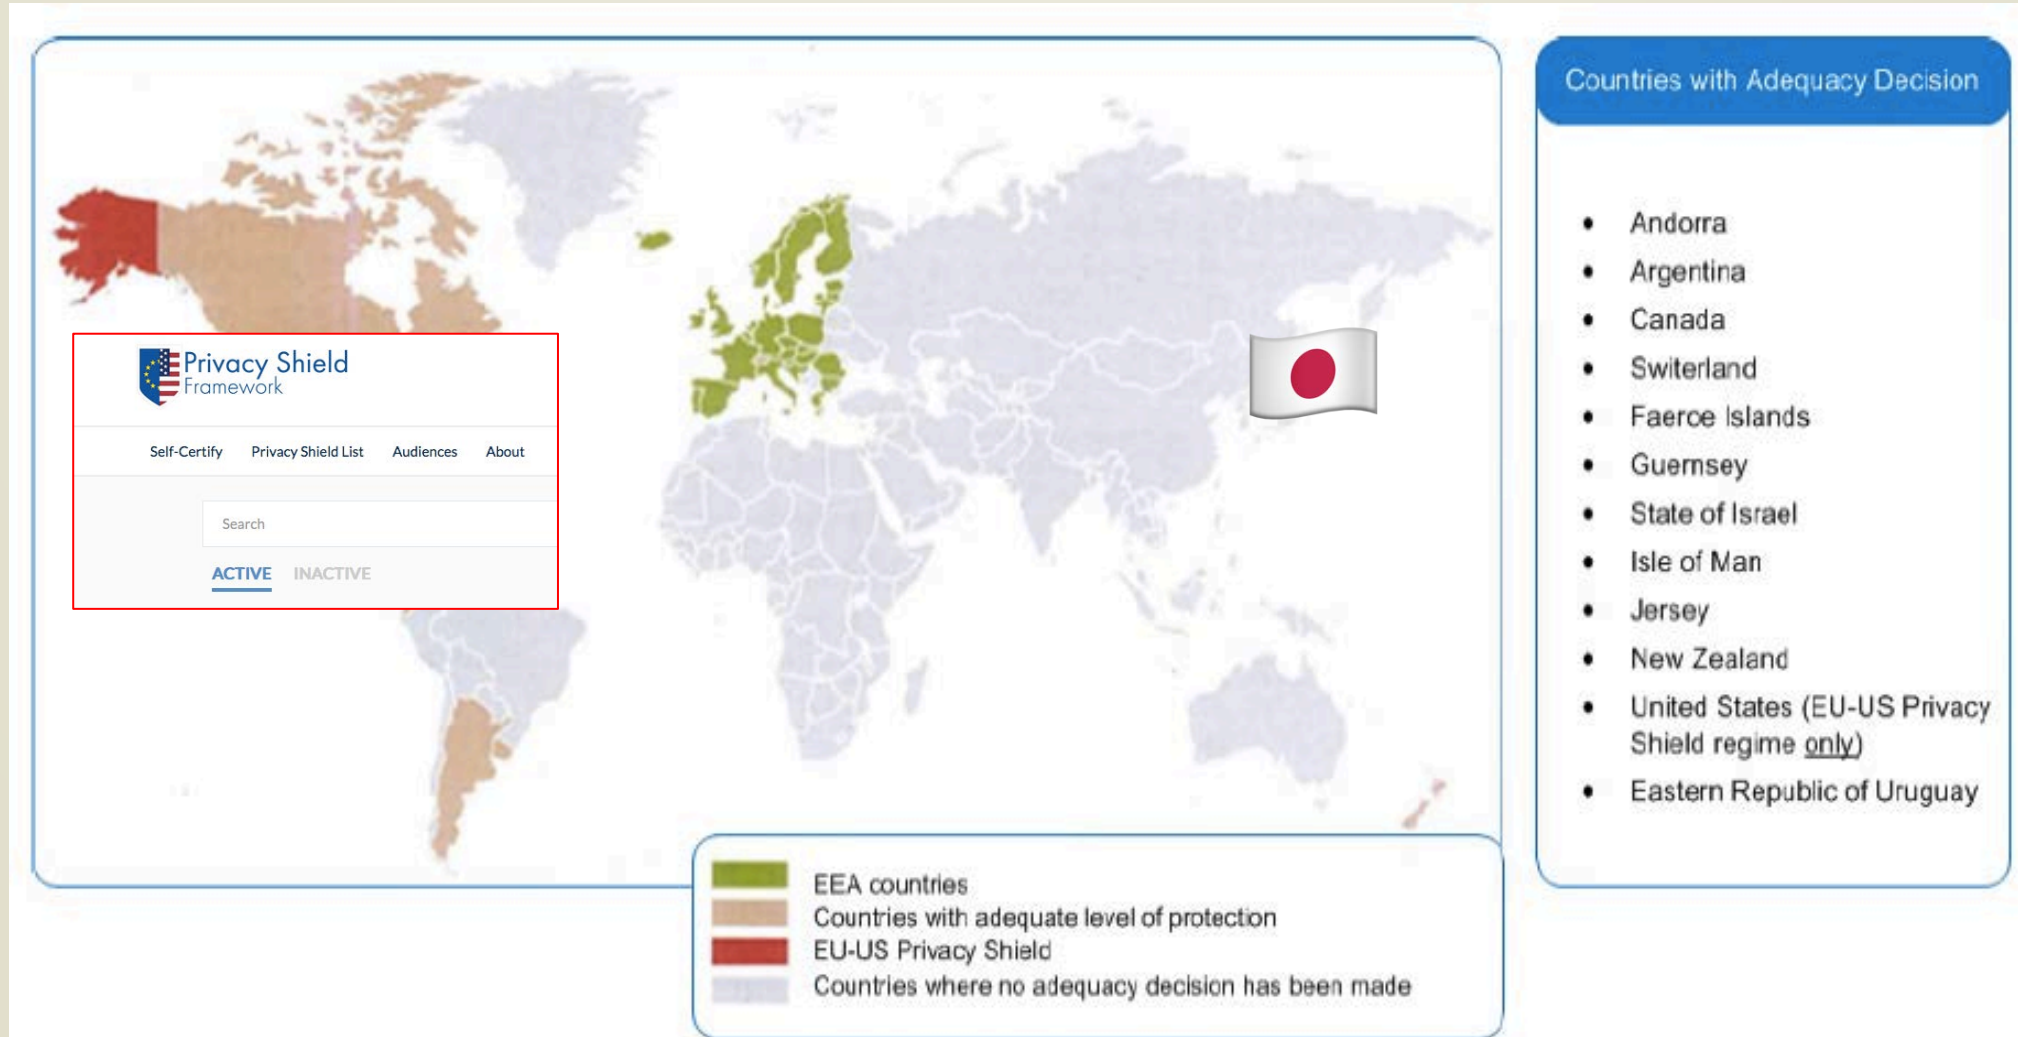 Countries with Adequacy Decision
Privacy Shield
Framework
Self-Certify Privacy Shield List Audiences About
Search
ACTIVE INACTIVE
• Andorra
• Argentina
• Canada
• Switerland
• Faerce Islands
• Guernsey
• State of Israel
• Isle of Man
• Jersey
• New Zealand
• United States (EU-US Privacy
Shield regime only)
• Eastern Republic of Uruguay
EEA countries
Countries with adequate level of protection
EU-US Privacy Shield
Countries where no adequacy decision has been made